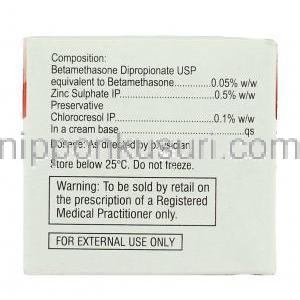 Composition:
Betamethasone Dipropionate USP
equivalent to Betamethasone..............0.05% w/w
Zinc Sulphate IP..............................0.5% w/w
Preservative
Chlorocresol IP................................0.1% w/w
In a cream base.....................................qs
nipponkusuri.com
Dosage: As directed by physician
Store below 25°C. Do not freeze.
Warning: To be sold by retail on
the prescription of a Registered
Medical Practitioner only.
FOR EXTERNAL USE ONLY